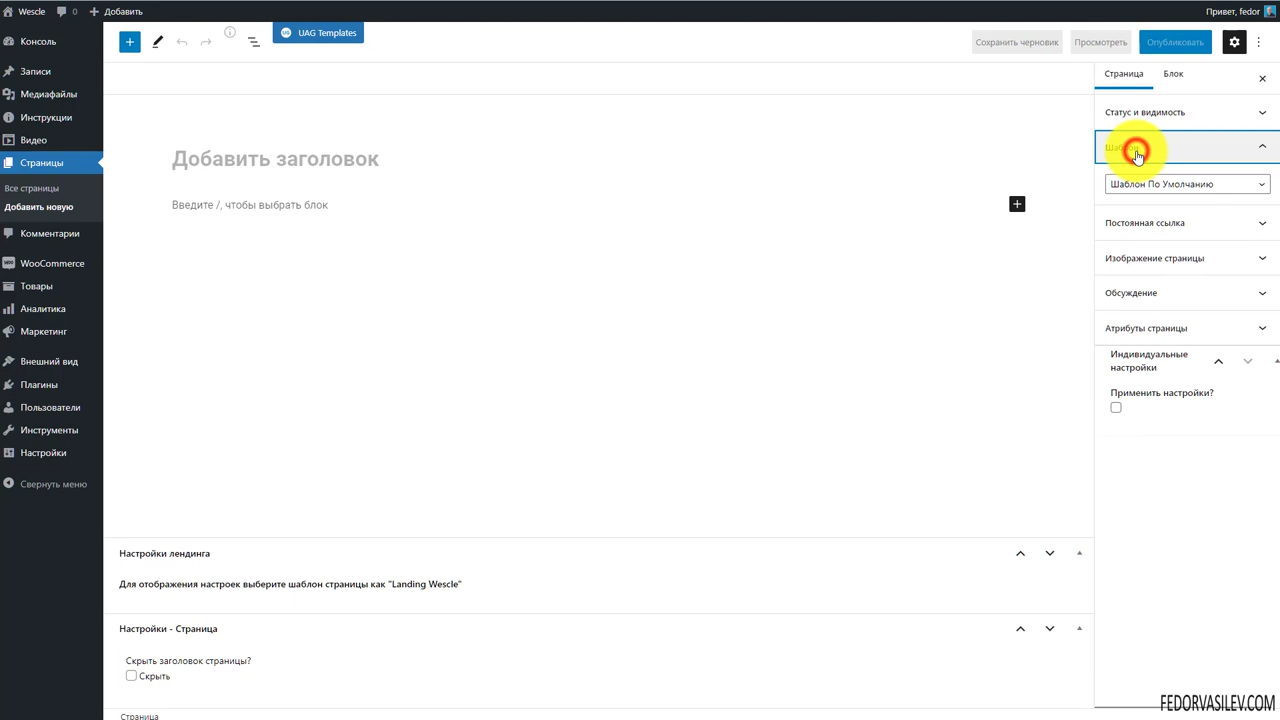 Wescle 0 Добавить Привет, fedor
Консоль
Записи
Медиафайлы
Инструкции
Видео
Страницы
Все страницы
Добавить новую
Комментарии
WooCommerce
Товары
Аналитика
Маркетинг
Внешний вид
Плагины
Пользователи
Инструменты
Настройки
Свернуть меню
UAG Templates
Сохранить черновик Просмотреть Опубликовать
Добавить заголовок
Введите /, чтобы выбрать блок
Настройки лендинга
Для отображения настроек выберите шаблон страницы как "Landing Wescle"
Настройки - Страница
Скрыть заголовок страницы?
Скрыть
Страница
Страница Блок
Статус и видимость
Шаблон
Шаблон По Умолчанию
Постоянная ссылка
Изображение страницы
Обсуждение
Атрибуты страницы
Индивидуальные
настройки
Применить настройки?
FEDORVASILEV.COM